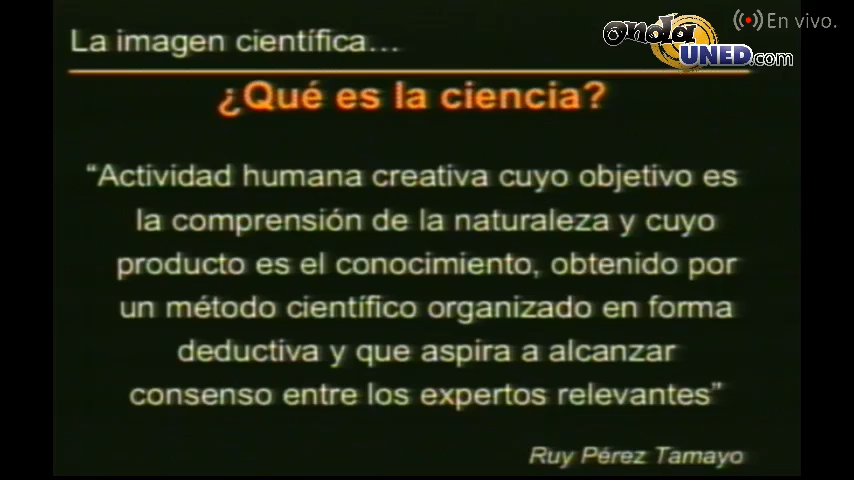 La imagen científica...
onda
UNED.com
En vivo.
¿Qué es la ciencia?
“Actividad humana creativa cuyo objetivo es
la comprensión de la naturaleza y cuyo
producto es el conocimiento, obtenido por
un método científico organizado en forma
deductiva y que aspira a alcanzar
consenso entre los expertos relevantes”
Ruy Pérez Tamayo